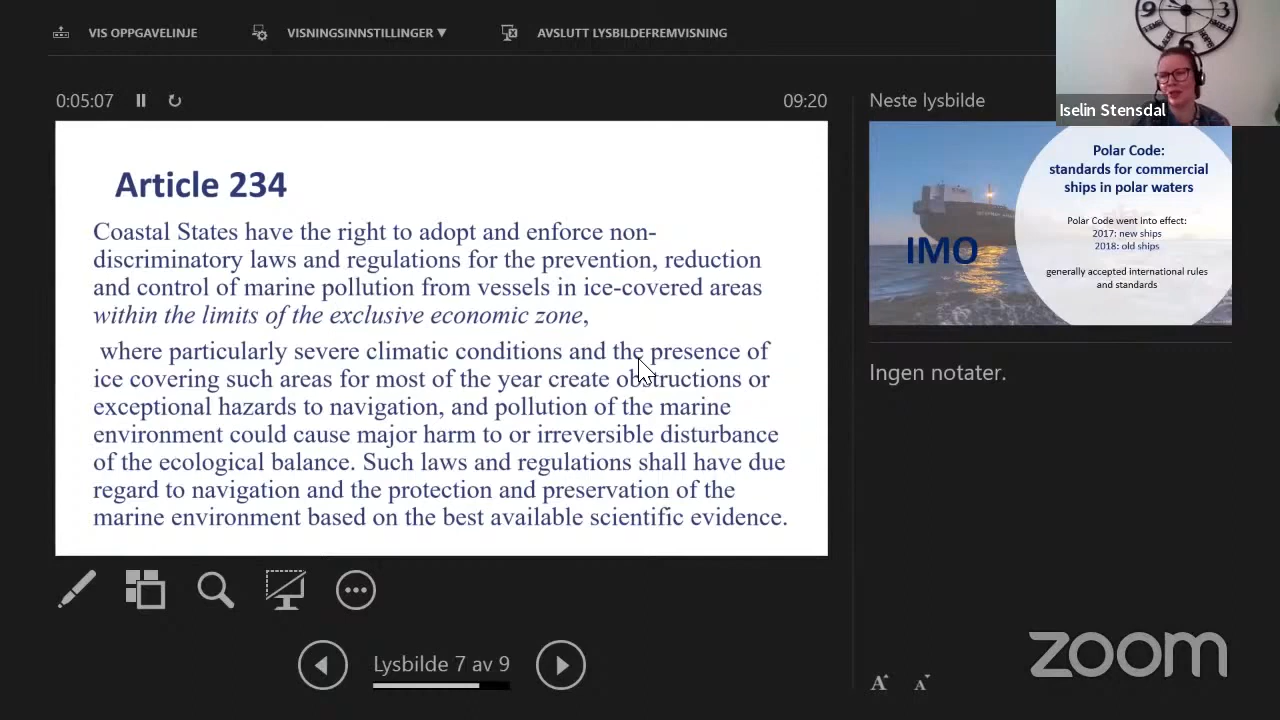 VIS OPPGAVELINJE
VISNINGSINNSTILLINGER ▼
AVSLUTT LYSBILDEFREMVISNING
Iselin Stensdal
0:05:07
09:20
Neste lysbilde
Article 234
Coastal States have the right to adopt and enforce non-
discriminatory laws and regulations for the prevention, reduction
and control of marine pollution from vessels in ice-covered areas
within the limits of the exclusive economic zone,
where particularly severe climatic conditions and the presence of
ice covering such areas for most of the year create obstructions or
exceptional hazards to navigation, and pollution of the marine
environment could cause major harm to or irreversible disturbance
of the ecological balance. Such laws and regulations shall have due
regard to navigation and the protection and preservation of the
marine environment based on the best available scientific evidence.
Polar Code:
standards for commercial
ships in polar waters
Polar Code went into effect:
2017: new ships
2018: old ships
IMO
generally accepted international rules
and standards
Ingen notater.
Lysbilde 7 av 9
A A
zoom